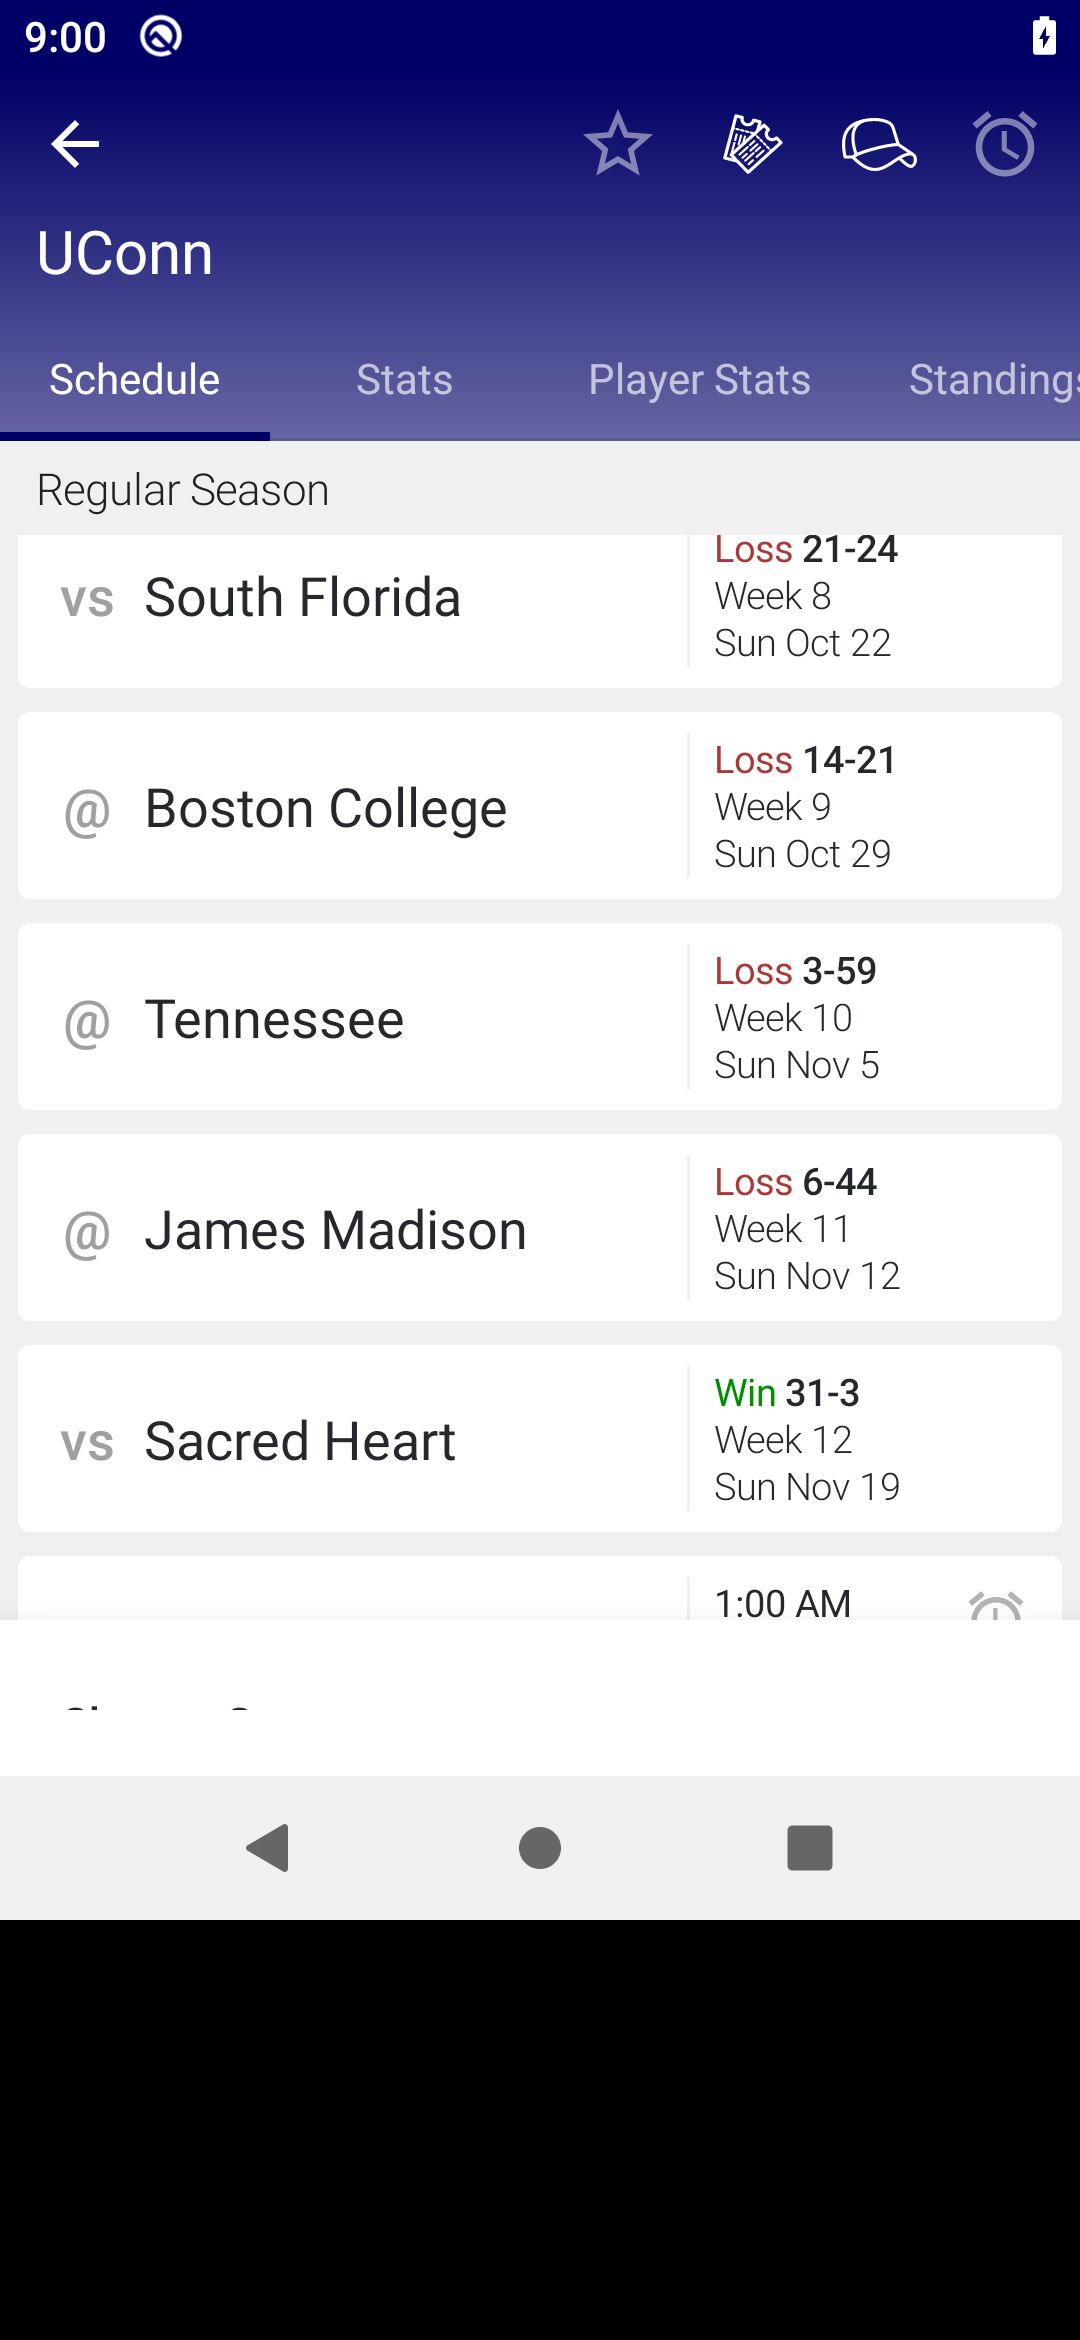 9:00
UConn
Schedule Stats Player Stats Standings
Regular Season
Loss 21-24
vs South Florida
Week 8
Sun Oct 22
Loss 14-21
@ Boston College
Week 9
Sun Oct 29
Loss 3-59
@ Tennessee
Week 10
Sun Nov 5
Loss 6-44
@ James Madison
Week 11
Sun Nov 12
Win 31-3
vs Sacred Heart
Week 12
Sun Nov 19
1:00 AM